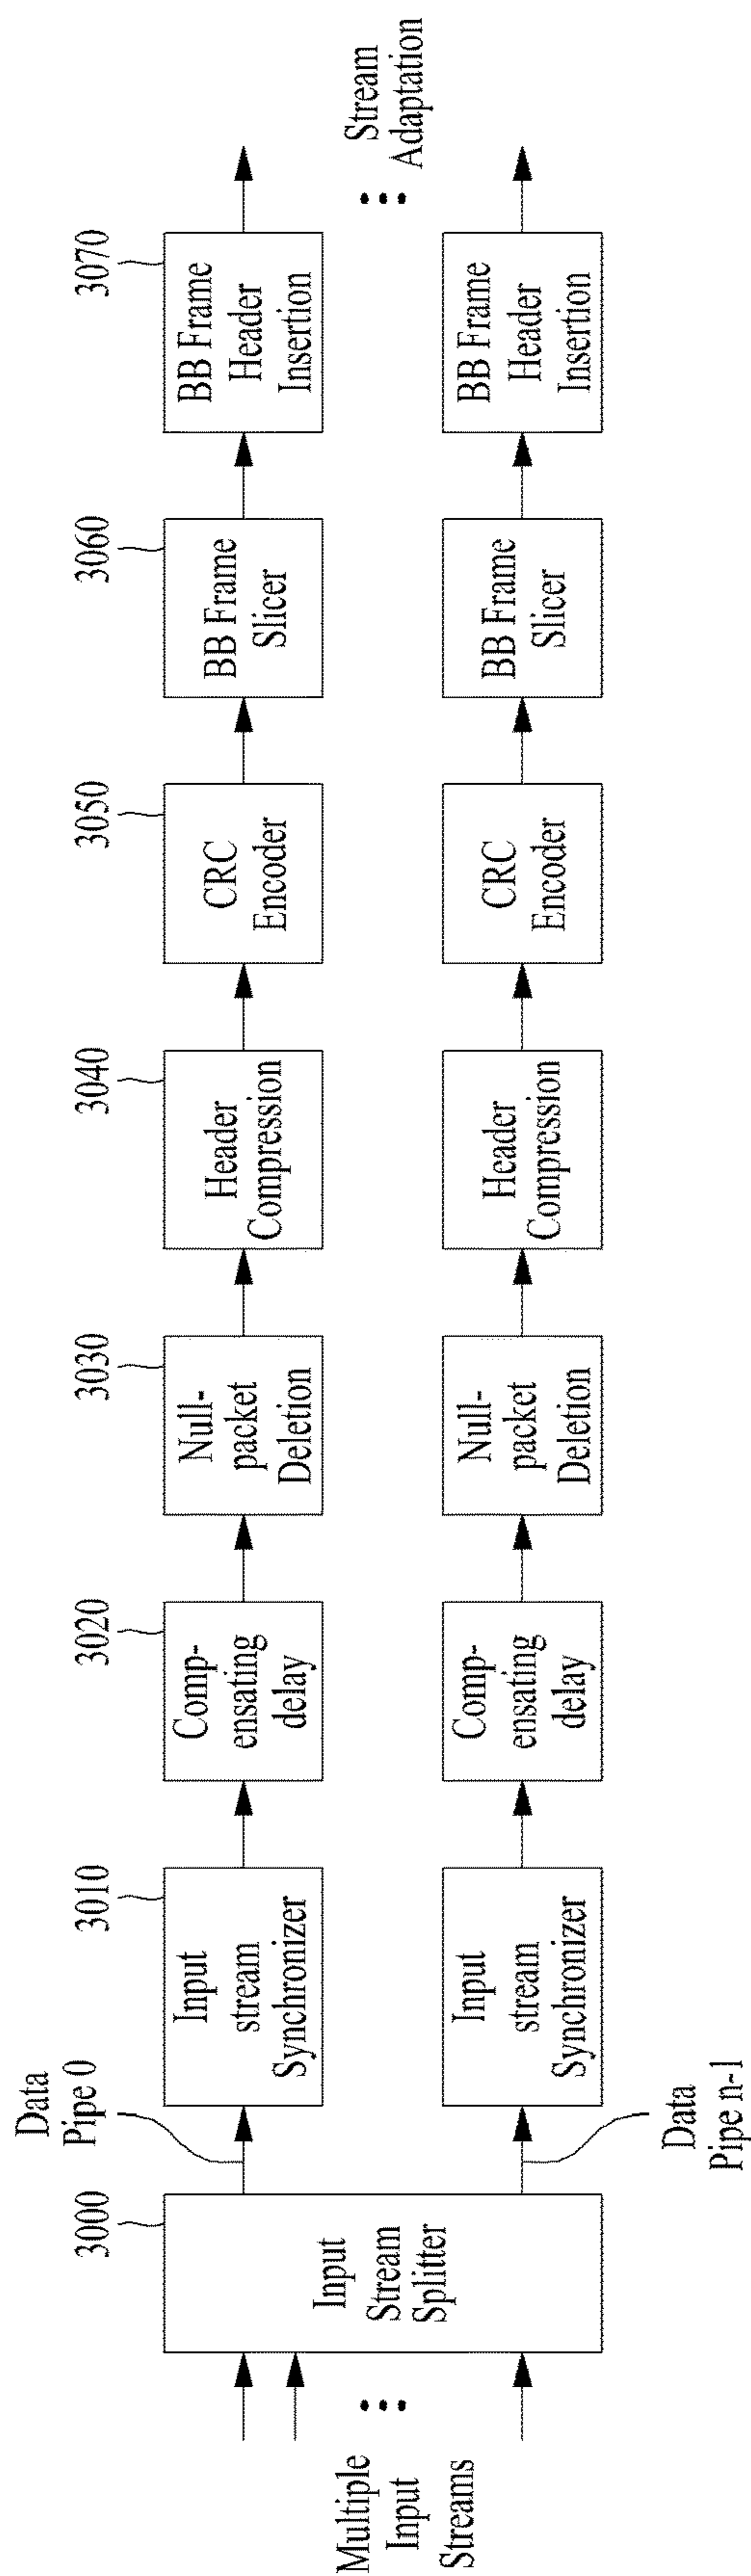 Multiple
Input
Streams
3000
Input
Stream
Splitter
Data
Pipe 0
3010
Input
stream
Synchronizer
3020
Comp-
ensating
delay
3030
Null-
packet
Deletion
3040
Header
Compression
3050
CRC
Encoder
3060
BB Frame
Slicer
3070
BB Frame
Header
Insertion
Stream
Adaptation
Data
Pipe n-1
Input
stream
Synchronizer
Comp-
ensating
delay
Null-
packet
Deletion
Header
Compression
CRC
Encoder
BB Frame
Slicer
BB Frame
Header
Insertion